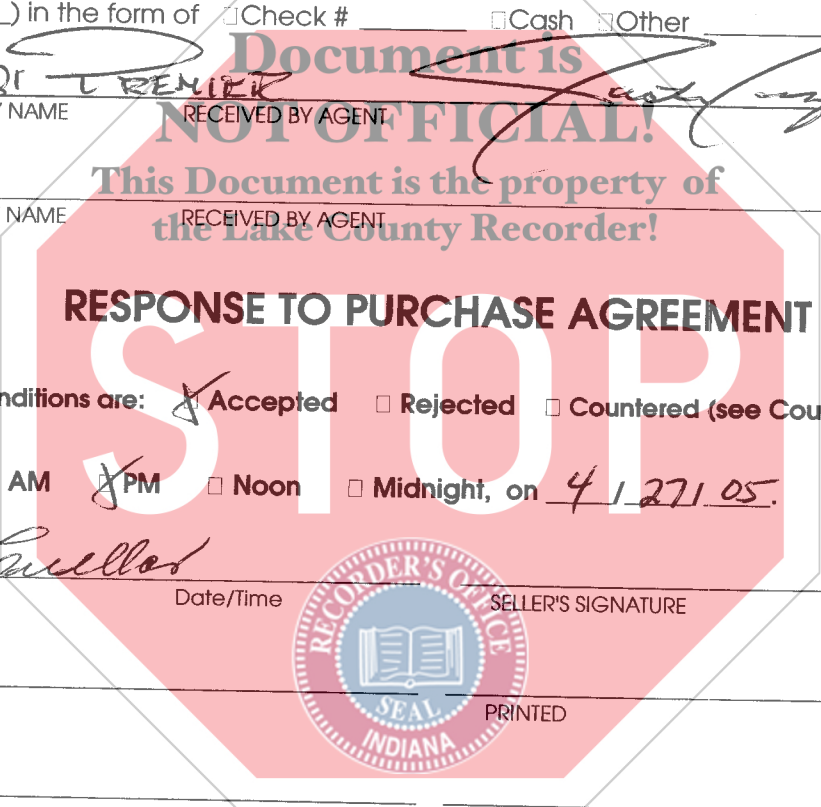 ) in the form of □Check # ________ □Cash □Other ________
PREMIER
NAME RECEIVED BY AGENT
NAME RECEIVED BY AGENT
Document is
NOT OFFICIAL!
This Document is the property of
the Lake County Recorder!
RESPONSE TO PURCHASE AGREEMENT
nditions are: ☒ Accepted □ Rejected □ Countered (see Cou
AM ☒ PM □ Noon □ Midnight, on 4 / 27 / 05.
STOP
Date/Time SELLER'S SIGNATURE
PRINTED
RECORDER'S OFFICE
SEAL
INDIANA